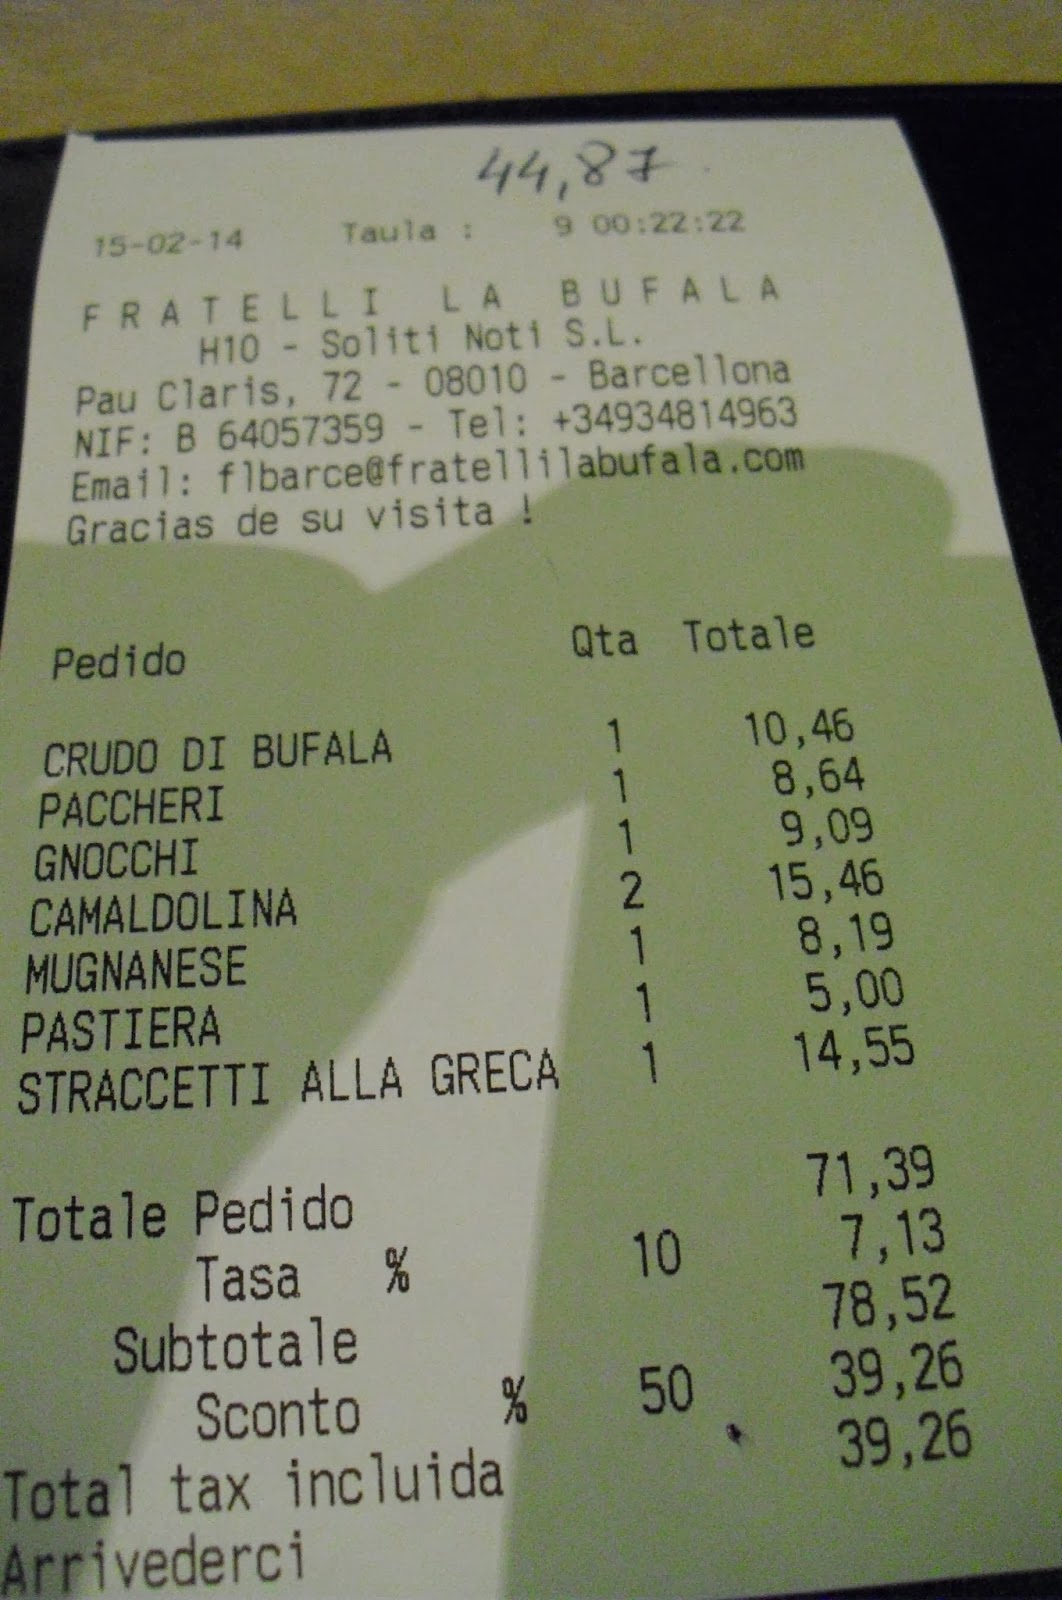 44,87
15-02-14 Taula : 9 00:22:22
FRATELLI LA BUFALA
H10 - Soliti Noti S.L.
Pau Claris, 72 - 08010 - Barcellona
NIF: B 64057359 - Tel: +34934814963
Email: flbarce@fratellilabufala.com
Gracias de su visita !
Pedido Qta Totale
CRUDO DI BUFALA 1 10,46
PACCHERI 1 8,64
GNOCCHI 1 9,09
CAMALDOLINA 2 15,46
MUGNANESE 1 8,19
PASTIERA 1 5,00
STRACCETTI ALLA GRECA 1 14,55
Totale Pedido 71,39
Tasa % 10 7,13
Subtotale 78,52
Sconto % 50 39,26
Total tax incluida 39,26
Arrivederci